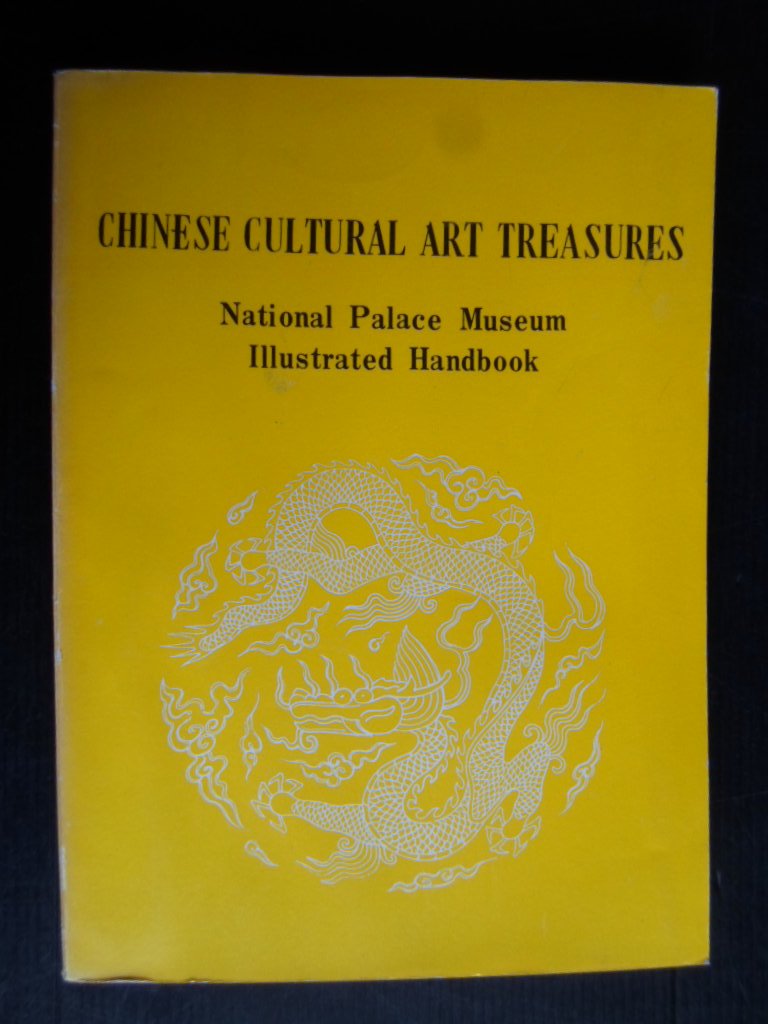 CHINESE CULTURAL ART TREASURES
National Palace Museum
Illustrated Handbook